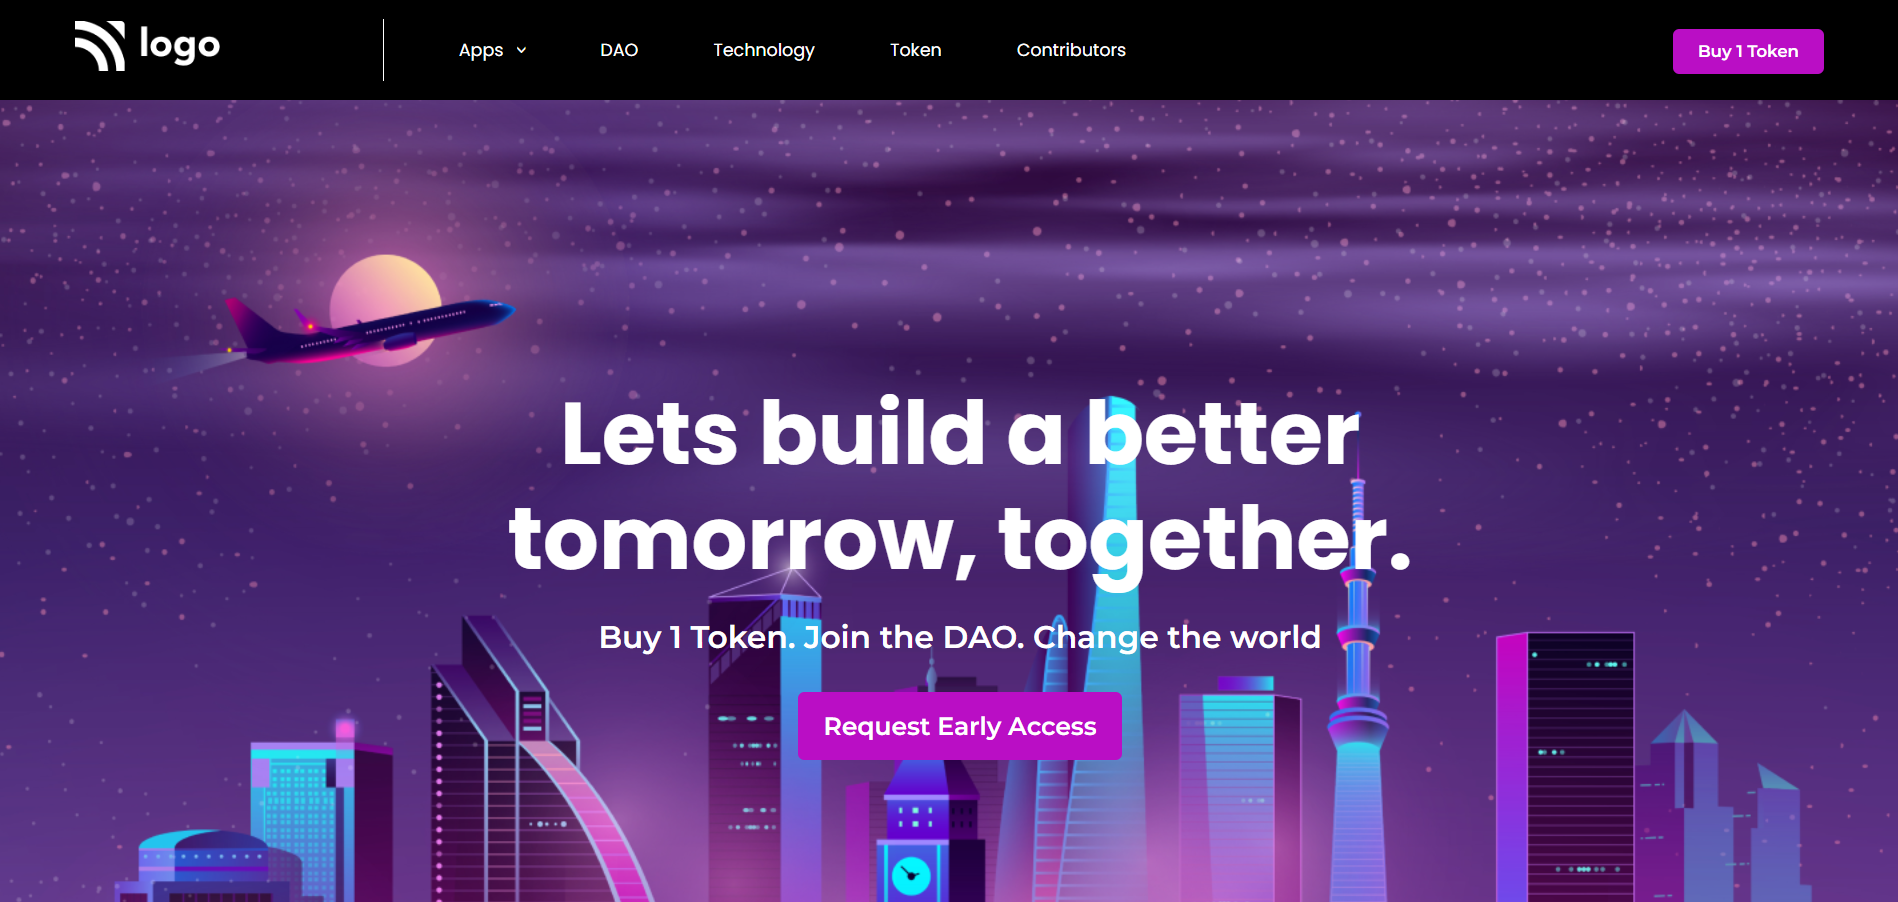 logo
Apps
DAO
Technology
Token
Contributors
Buy 1 Token
Lets build a better
tomorrow, together.
Buy 1 Token. Join the DAO. Change the world
Request Early Access